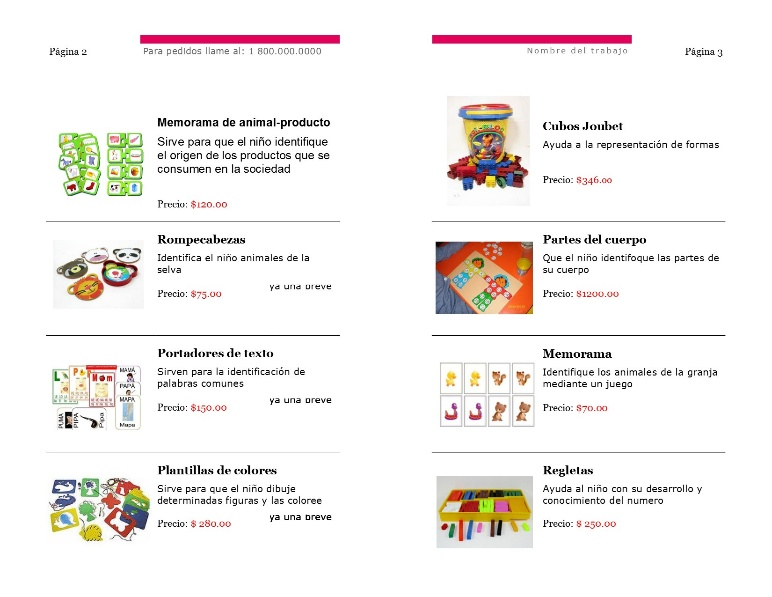 Página 2
Para pedidos llame al: 1 800.000.0000
Memorama de animal-producto
Sirve para que el niño identifique
el origen de los productos que se
consumen en la sociedad
Precio: $120.00
Rompecabezas
Identifica el niño animales de la
selva
ya una breve
Precio: $75.00
Portadores de texto
Sirven para la identificación de
palabras comunes
ya una breve
Precio: $150.00
MAMÁ
PAPÁ
MAPA
Mapa
PUMA
PIPA
Pipa
Plantillas de colores
Sirve para que el niño dibuje
determinadas figuras y las coloree
ya una breve
Precio: $ 280.00
Nombre del trabajo
Página 3
Cubos Joubet
Ayuda a la representación de formas
Precio: $346.00
Partes del cuerpo
Que el niño identifoque las partes de
su cuerpo
Precio: $1200.00
Memorama
Identifique los animales de la granja
mediante un juego
Precio: $70.00
Regletas
Ayuda al niño con su desarrollo y
conocimiento del numero
Precio: $ 250.00